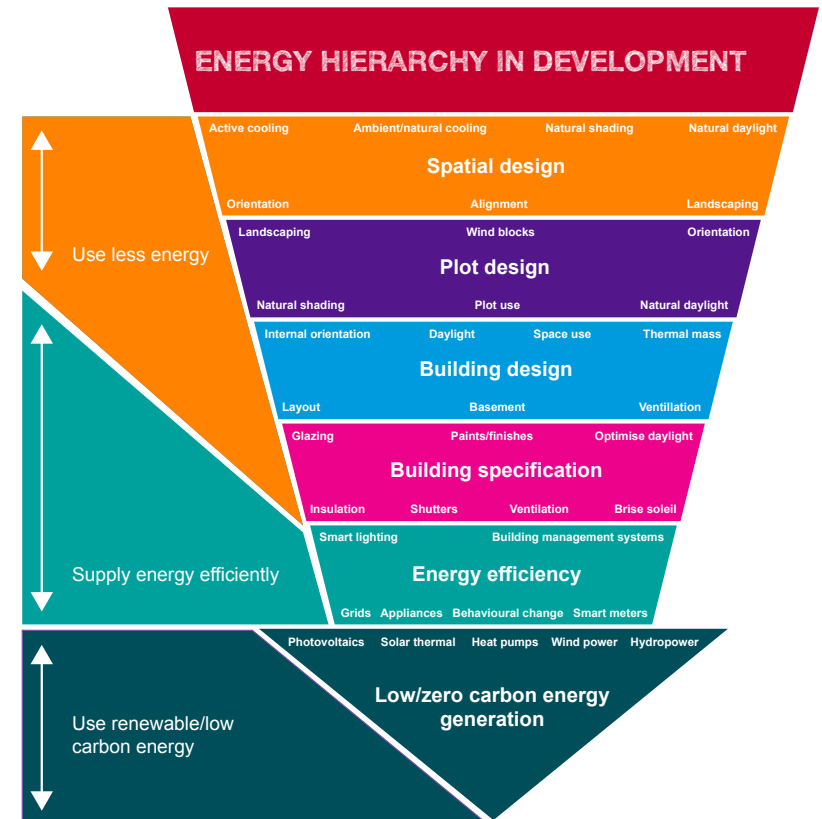 ENERGY HIERARCHY IN DEVELOPMENT
Active cooling Ambient/natural cooling Natural shading Natural daylight
Spatial design
Orientation Alignment Landscaping
Use less energy
Landscaping Wind blocks Orientation
Plot design
Natural shading Plot use Natural daylight
Internal orientation Daylight Space use Thermal mass
Building design
Layout Basement Ventillation
Glazing Paints/finishes Optimise daylight
Building specification
Insulation Shutters Ventilation Brise soleil
Smart lighting Building management systems
Supply energy efficiently
Energy efficiency
Grids Appliances Behavioural change Smart meters
Photovoltaics Solar thermal Heat pumps Wind power Hydropower
Low/zero carbon energy
generation
Use renewable/low
carbon energy